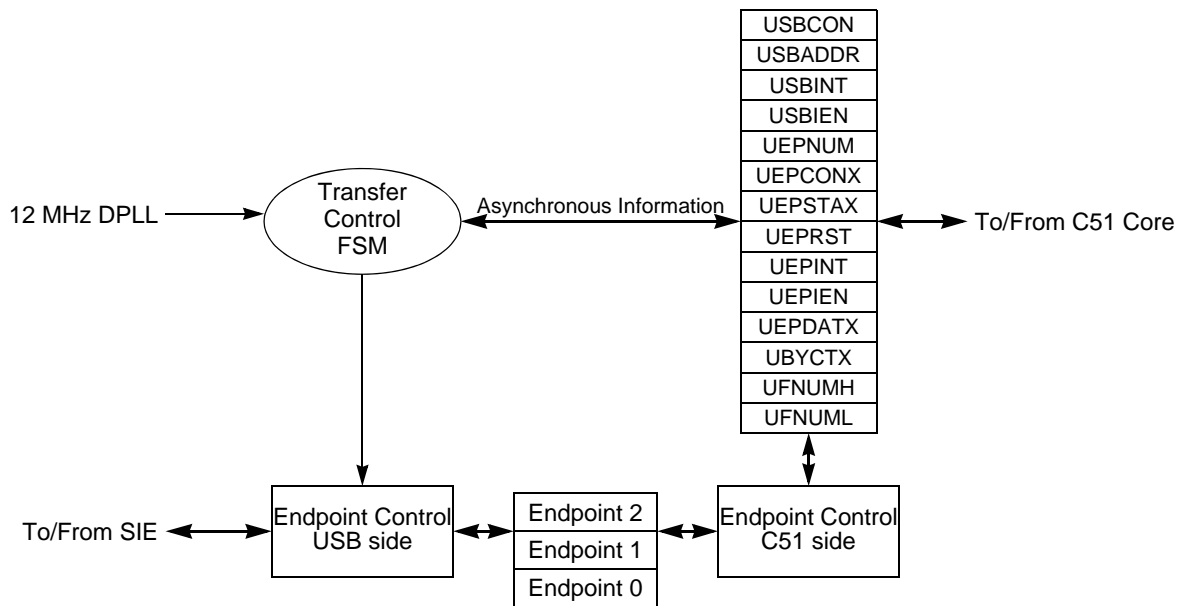 USBCON
USBADDR
USBINT
USBIEN
UEPNUM
UEPCONX
UEPSTAX
UEPRST
UEPINT
UEPIEN
UEPDATX
UBYCTX
UFNUMH
UFNUML
12 MHz DPLL
Transfer
Control
FSM
Asynchronous Information
To/From C51 Core
To/From SIE
Endpoint Control
USB side
Endpoint 2
Endpoint 1
Endpoint 0
Endpoint Control
C51 side